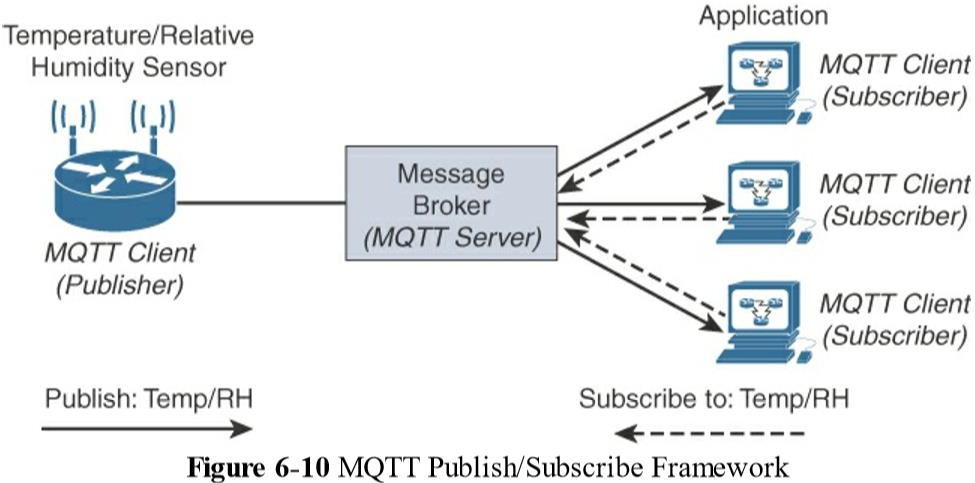 Temperature/Relative
Humidity Sensor
MQTT Client
(Publisher)
Message
Broker
(MQTT Server)
Application
MQTT Client
(Subscriber)
MQTT Client
(Subscriber)
MQTT Client
(Subscriber)
Publish: Temp/RH
Subscribe to: Temp/RH
Figure 6-10 MQTT Publish/Subscribe Framework